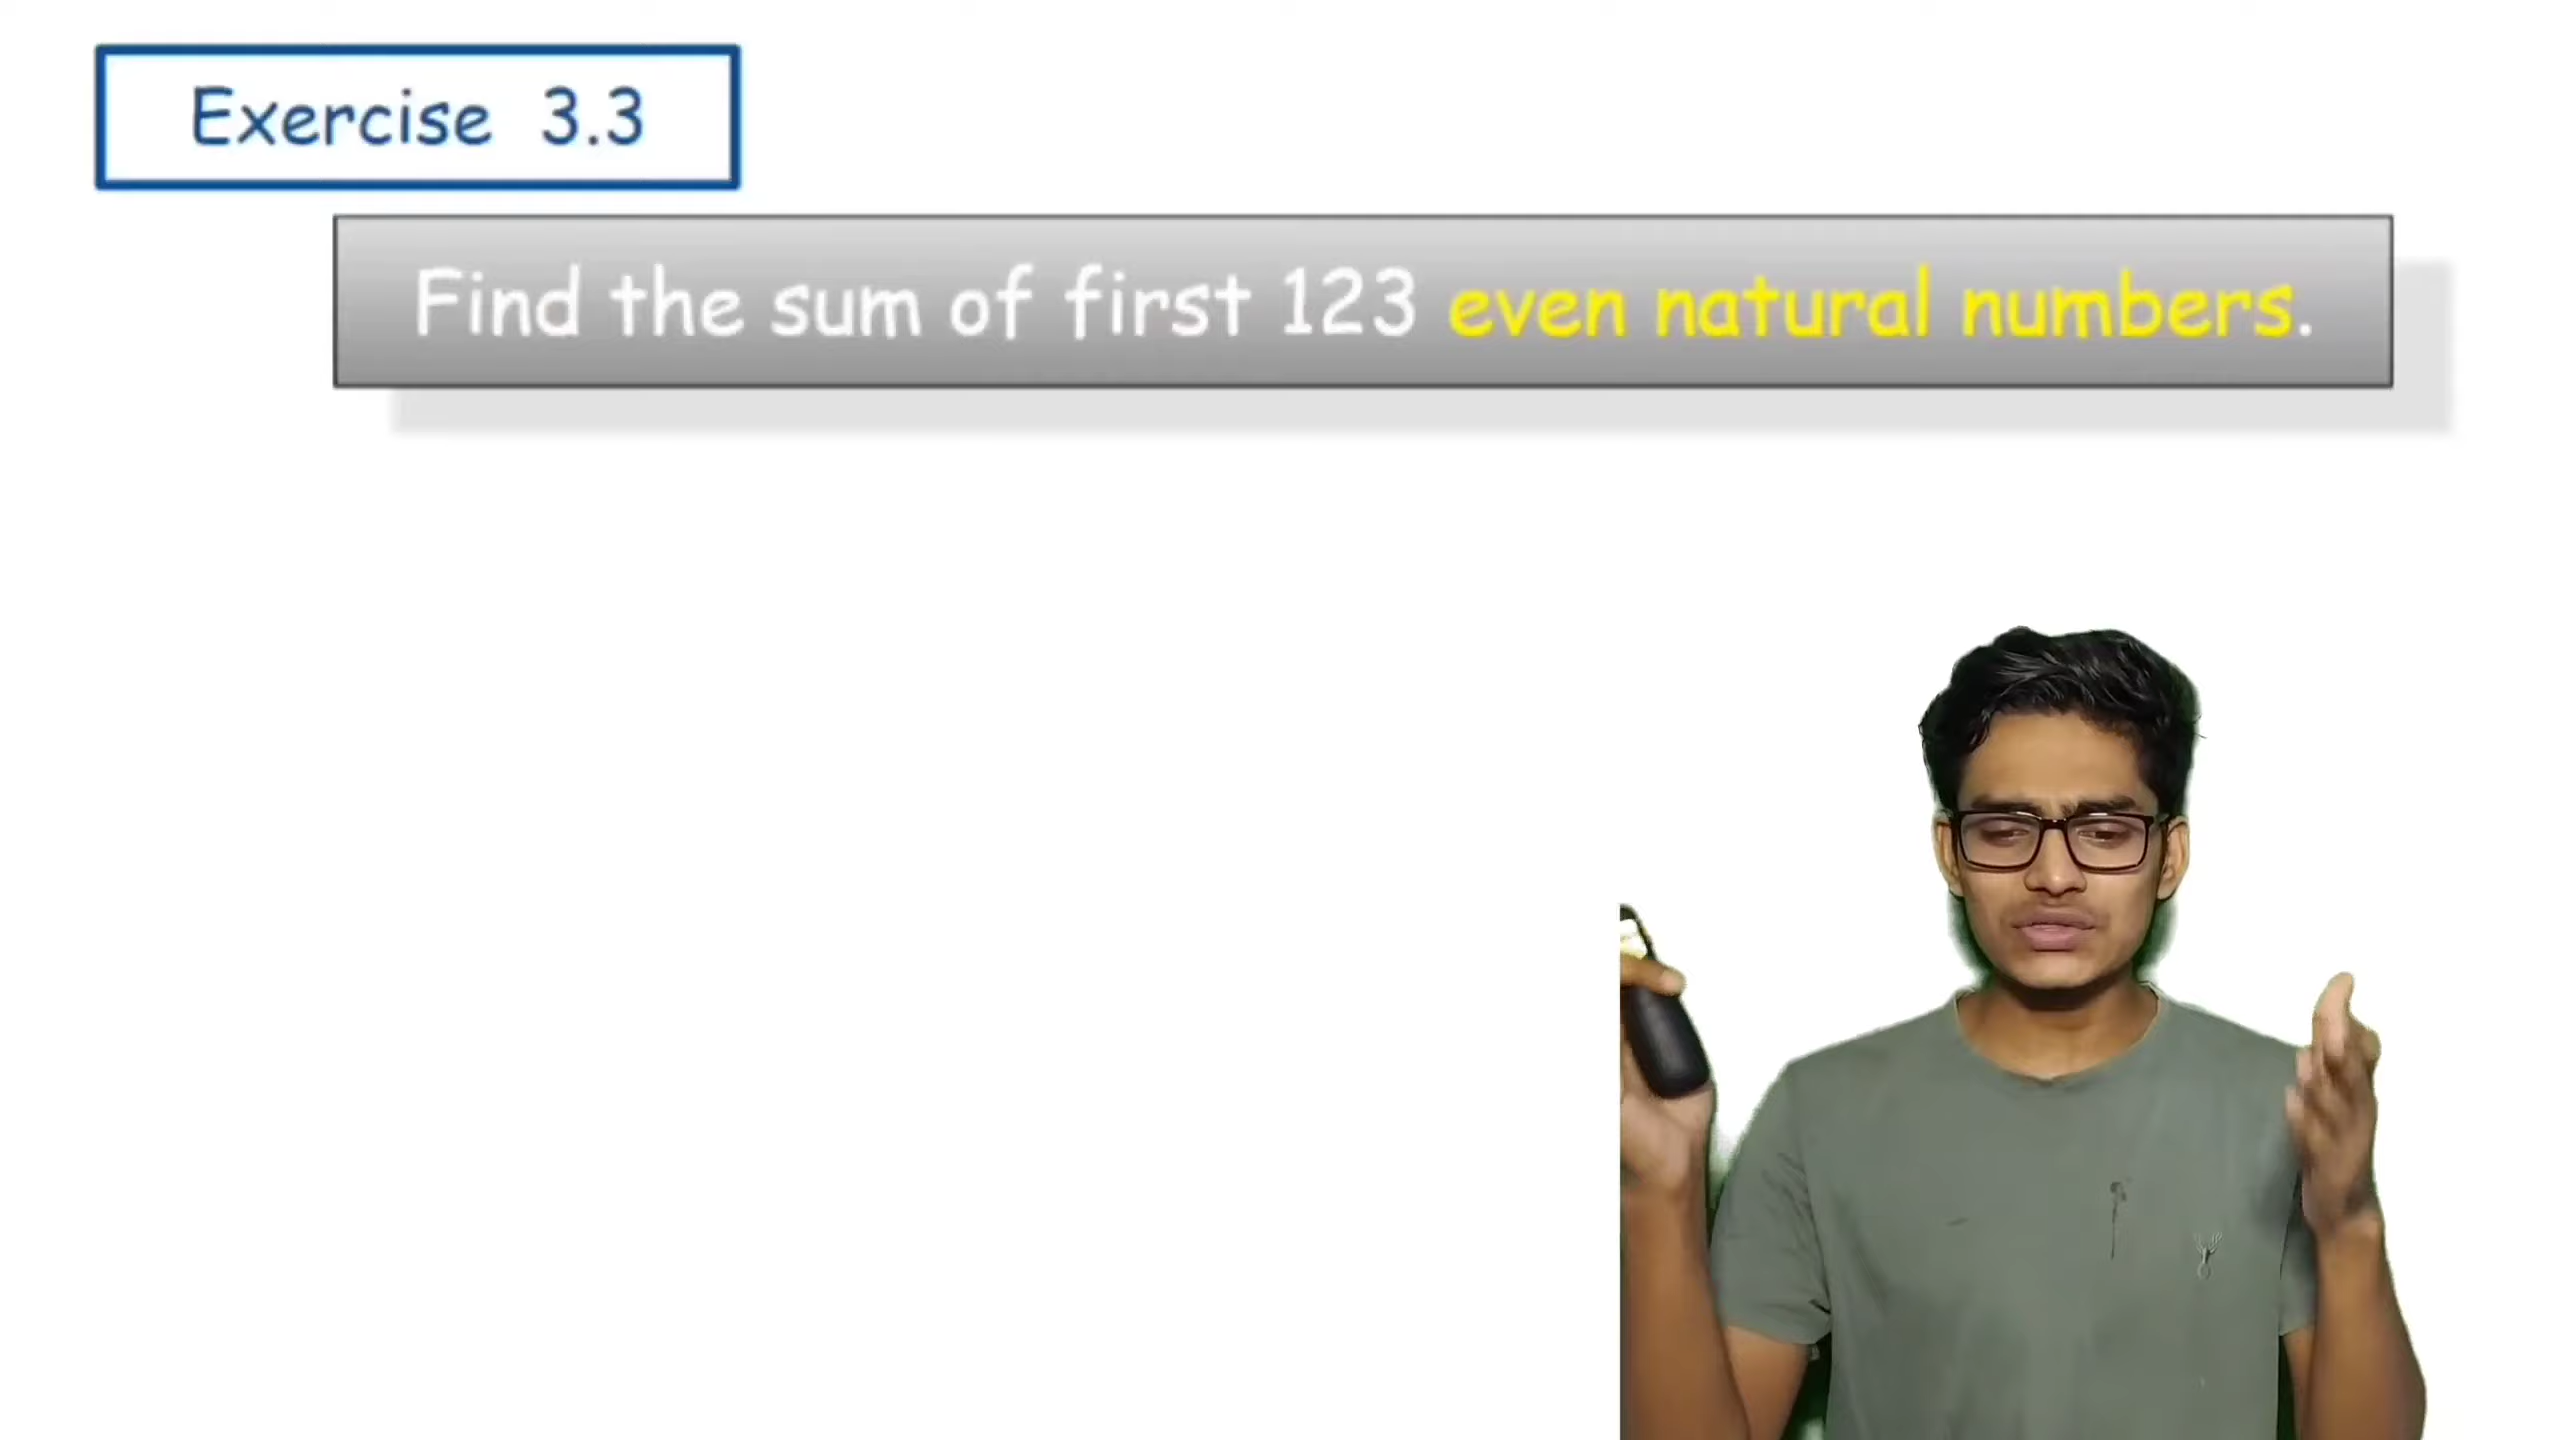 Exercise 3.3
Find the sum of first 123 even natural numbers.